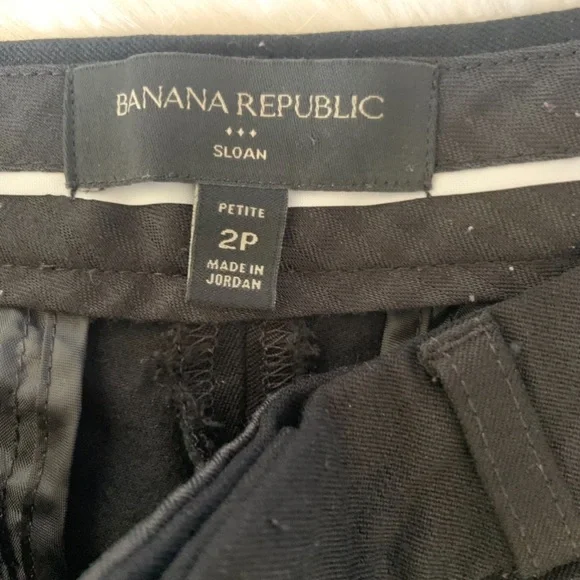 BANANA REPUBLIC
SLOAN
PETITE
2P
MADE IN
JORDAN